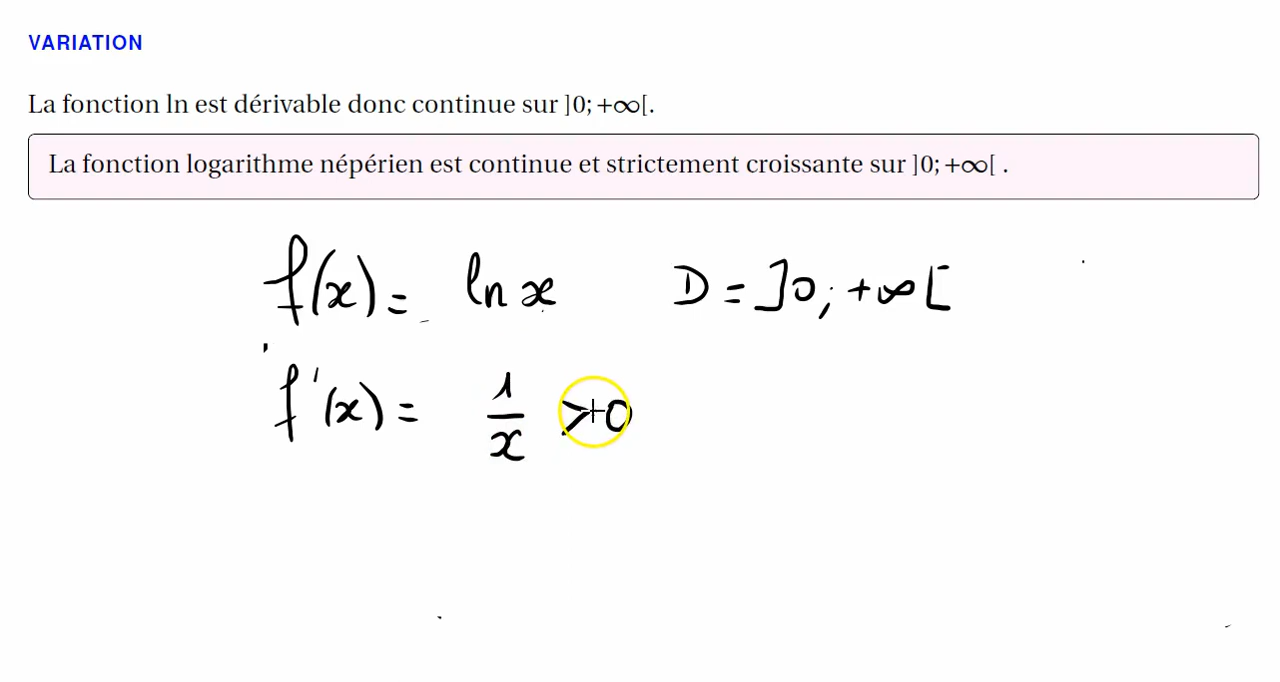 VARIATION
La fonction ln est dérivable donc continue sur ]0; +∞[.
La fonction logarithme népérien est continue et strictement croissante sur ]0; +∞[ .
f(x) = ln x D = ]0; +∞[
f'(x) = 1/x >0